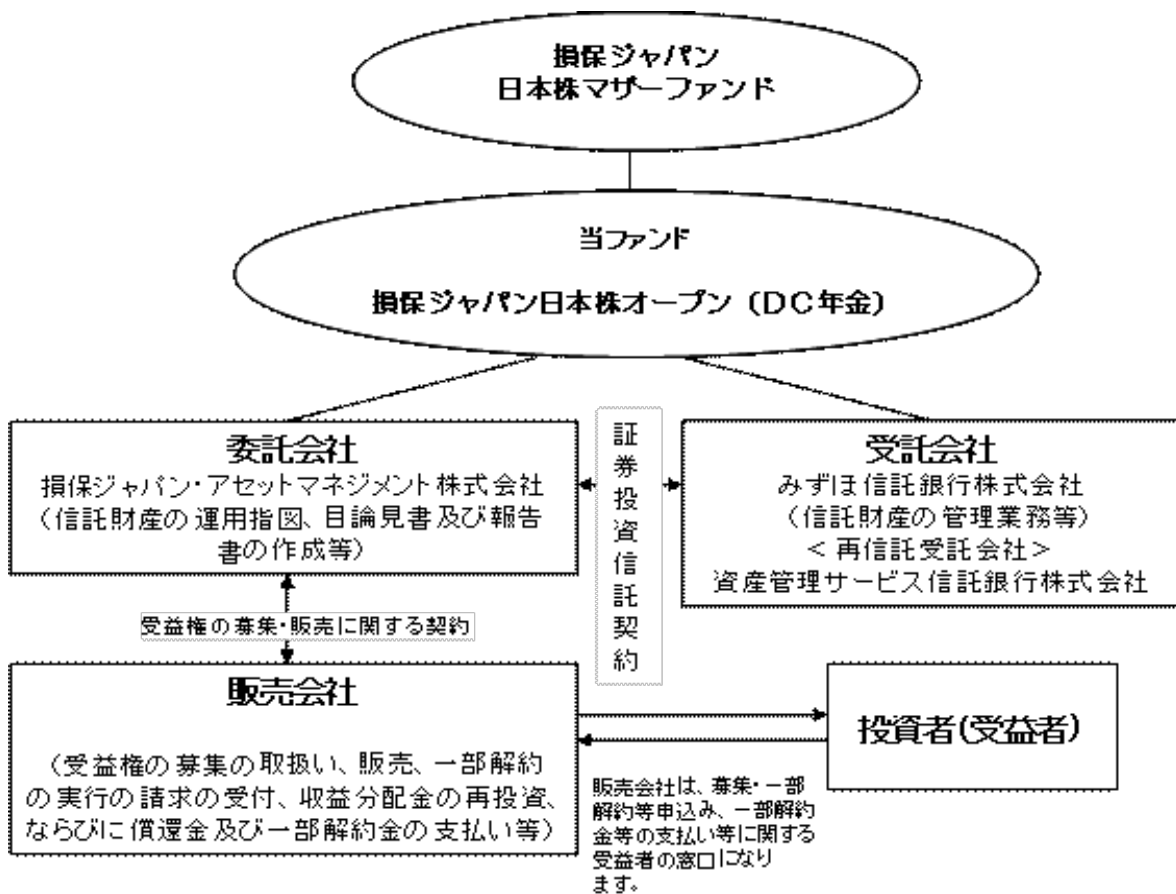 損保ジャパン
日本株マザーファンド
当ファンド
損保ジャパン日本株オープン（DC年金）
委託会社
損保ジャパン・アセットマネジメント株式会社
（信託財産の運用指図、目論見書及び報告
書の作成等）
証券投資信託契約
受託会社
みずほ信託銀行株式会社
（信託財産の管理業務等）
＜再信託受託会社＞
資産管理サービス信託銀行株式会社
受益権の募集・販売に関する契約
販売会社
（受益権の募集の取扱い、販売、一部解約
の実行の請求の受付、収益分配金の再投資、
ならびに償還金及び一部解約金の支払い等）
投資者(受益者)
販売会社は、募集・一部
解約等申込み、一部解約
金等の支払い等に関する
受益者の窓口になり
ます。